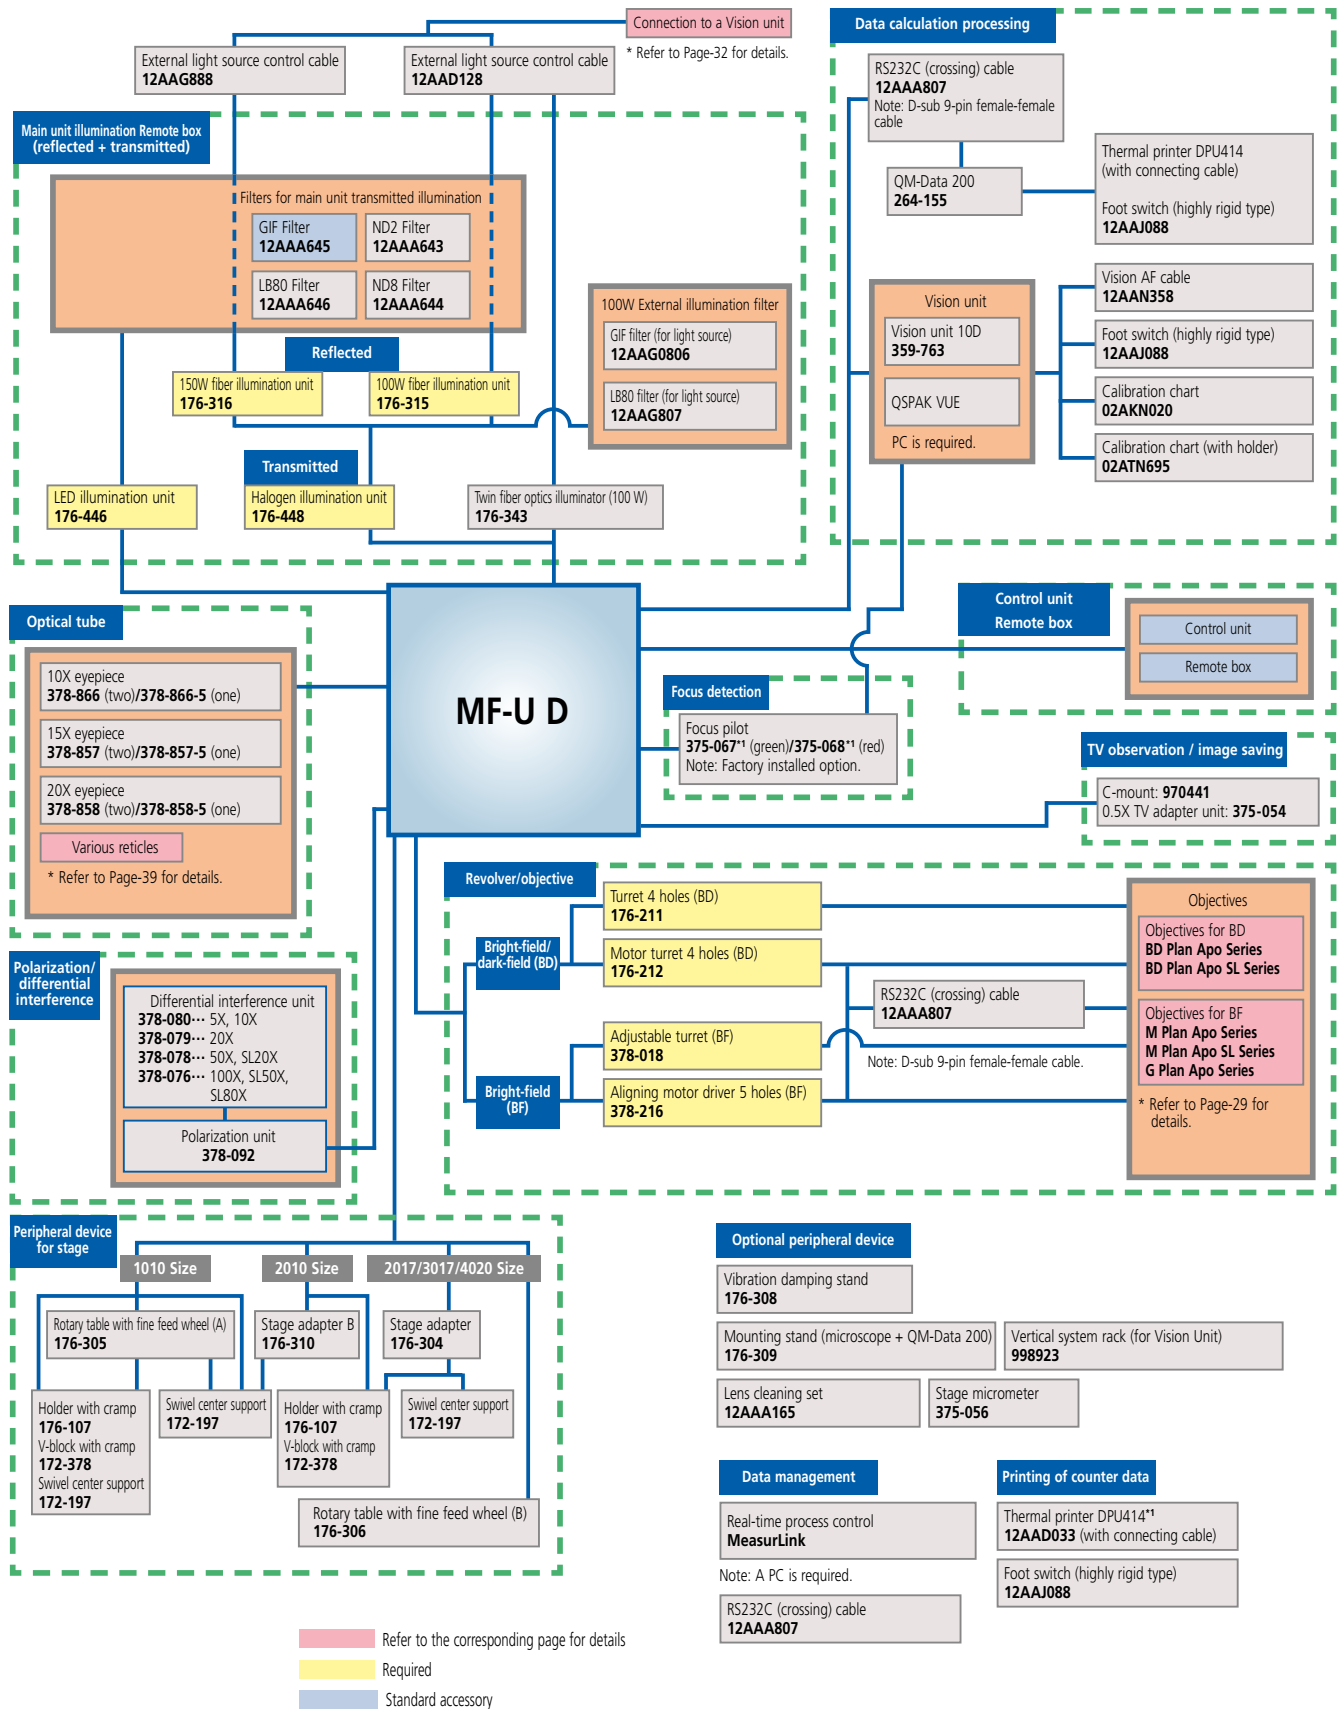 Connection to a Vision unit
* Refer to Page-32 for details.
External light source control cable
12AAG888
External light source control cable
12AAD128
Main unit illumination Remote box
(reflected + transmitted)
Filters for main unit transmitted illumination
GIF Filter
12AAA645
ND2 Filter
12AAA643
LB80 Filter
12AAA646
ND8 Filter
12AAA644
100W External illumination filter
GIF filter (for light source)
12AAG0806
LB80 filter (for light source)
12AAG807
Reflected
150W fiber illumination unit
176-316
100W fiber illumination unit
176-315
Transmitted
LED illumination unit
176-446
Halogen illumination unit
176-448
Twin fiber optics illuminator (100 W)
176-343
Data calculation processing
RS232C (crossing) cable
12AAA807
Note: D-sub 9-pin female-female
cable
QM-Data 200
264-155
Thermal printer DPU414
(with connecting cable)
Foot switch (highly rigid type)
12AAJ088
Vision unit
Vision unit 10D
359-763
QSPAK VUE
PC is required.
Vision AF cable
12AAN358
Foot switch (highly rigid type)
12AAJ088
Calibration chart
02AKN020
Calibration chart (with holder)
02ATN695
MF-U D
Optical tube
10X eyepiece
378-866 (two)/378-866-5 (one)
15X eyepiece
378-857 (two)/378-857-5 (one)
20X eyepiece
378-858 (two)/378-858-5 (one)
Various reticles
* Refer to Page-39 for details.
Control unit
Remote box
Control unit
Remote box
Focus detection
Focus pilot
375-067*1 (green)/375-068*1 (red)
Note: Factory installed option.
TV observation / image saving
C-mount: 970441
0.5X TV adapter unit: 375-054
Revolver/objective
Bright-field/
dark-field (BD)
Turret 4 holes (BD)
176-211
Motor turret 4 holes (BD)
176-212
RS232C (crossing) cable
12AAA807
Note: D-sub 9-pin female-female cable.
Bright-field
(BF)
Adjustable turret (BF)
378-018
Aligning motor driver 5 holes (BF)
378-216
Objectives
Objectives for BD
BD Plan Apo Series
BD Plan Apo SL Series
Objectives for BF
M Plan Apo Series
M Plan Apo SL Series
G Plan Apo Series
* Refer to Page-29 for
details.
Polarization/
differential
interference
Differential interference unit
378-080··· 5X, 10X
378-079··· 20X
378-078··· 50X, SL20X
378-076··· 100X, SL50X,
SL80X
Polarization unit
378-092
Peripheral device
for stage
1010 Size
2010 Size
2017/3017/4020 Size
Rotary table with fine feed wheel (A)
176-305
Stage adapter B
176-310
Stage adapter
176-304
Holder with cramp
176-107
V-block with cramp
172-378
Swivel center support
172-197
Swivel center support
172-197
Holder with cramp
176-107
V-block with cramp
172-378
Swivel center support
172-197
Rotary table with fine feed wheel (B)
176-306
Optional peripheral device
Vibration damping stand
176-308
Mounting stand (microscope + QM-Data 200)
176-309
Vertical system rack (for Vision Unit)
998923
Lens cleaning set
12AAA165
Stage micrometer
375-056
Data management
Real-time process control
MeasurLink
Note: A PC is required.
RS232C (crossing) cable
12AAA807
Printing of counter data
Thermal printer DPU414*1
12AAD033 (with connecting cable)
Foot switch (highly rigid type)
12AAJ088
Refer to the corresponding page for details
Required
Standard accessory